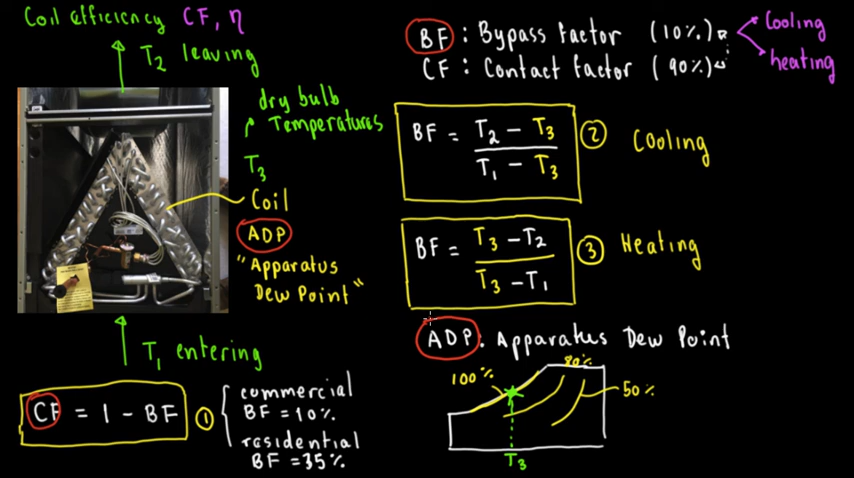 Coil efficiency CF, η
T2 leaving
dry bulb
Temperatures
T3
Coil
ADP
"Apparatus
Dew Point"
T1 entering
CF = 1 - BF ①
commercial
BF = 10%
residential
BF = 35%
BF : Bypass Factor (10%)
CF : Contact Factor (90%)
Cooling
heating
BF = T2 - T3 / T1 - T3 ② Cooling
BF = T3 - T2 / T3 - T1 ③ Heating
ADP : Apparatus Dew Point
100%
80%
50%
T3